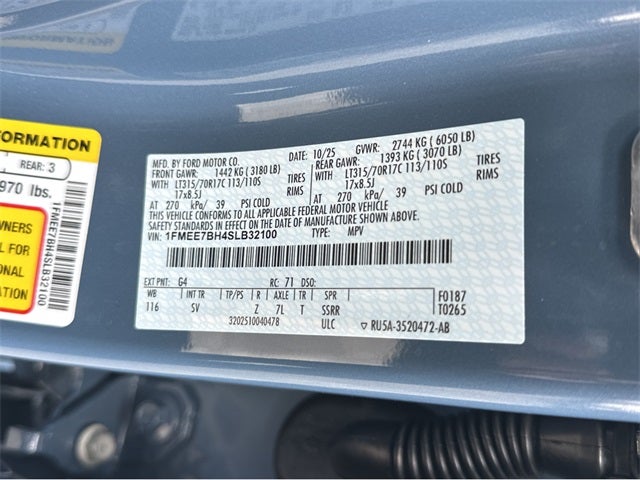 FORMATION
REAR: 3
970 lbs.
OWNERS
L FOR
ONAL
ION
1FMEE7BH4SLB32100
MFD. BY FORD MOTOR CO.
DATE: 10/25 GVWR: 2744 KG ( 6050 LB)
FRONT GAWR: 1442 KG ( 3180 LB)
REAR GAWR: 1393 KG ( 3070 LB)
WITH LT315/70R17C 113/110S TIRES
WITH LT315/70R17C 113/110S TIRES
17x8.5J RIMS
17x8.5J RIMS
AT 270 kPa/ 39 PSI COLD
AT 270 kPa/ 39 PSI COLD
THIS VEHICLE CONFORMS TO ALL APPLICABLE FEDERAL MOTOR VEHICLE
SAFETY STANDARDS IN EFFECT ON THE DATE OF MANUFACTURE SHOWN ABOVE.
VIN: 1FMEE7BH4SLB32100 TYPE: MPV
EXT PNT: G4 RC: 71 DSO:
WB INT TR TP/PS R AXLE TR SPR F0187
116 SV Z 7L T SSRR T0265
3202510040478 ULC ▽ RU5A-3520472-AB